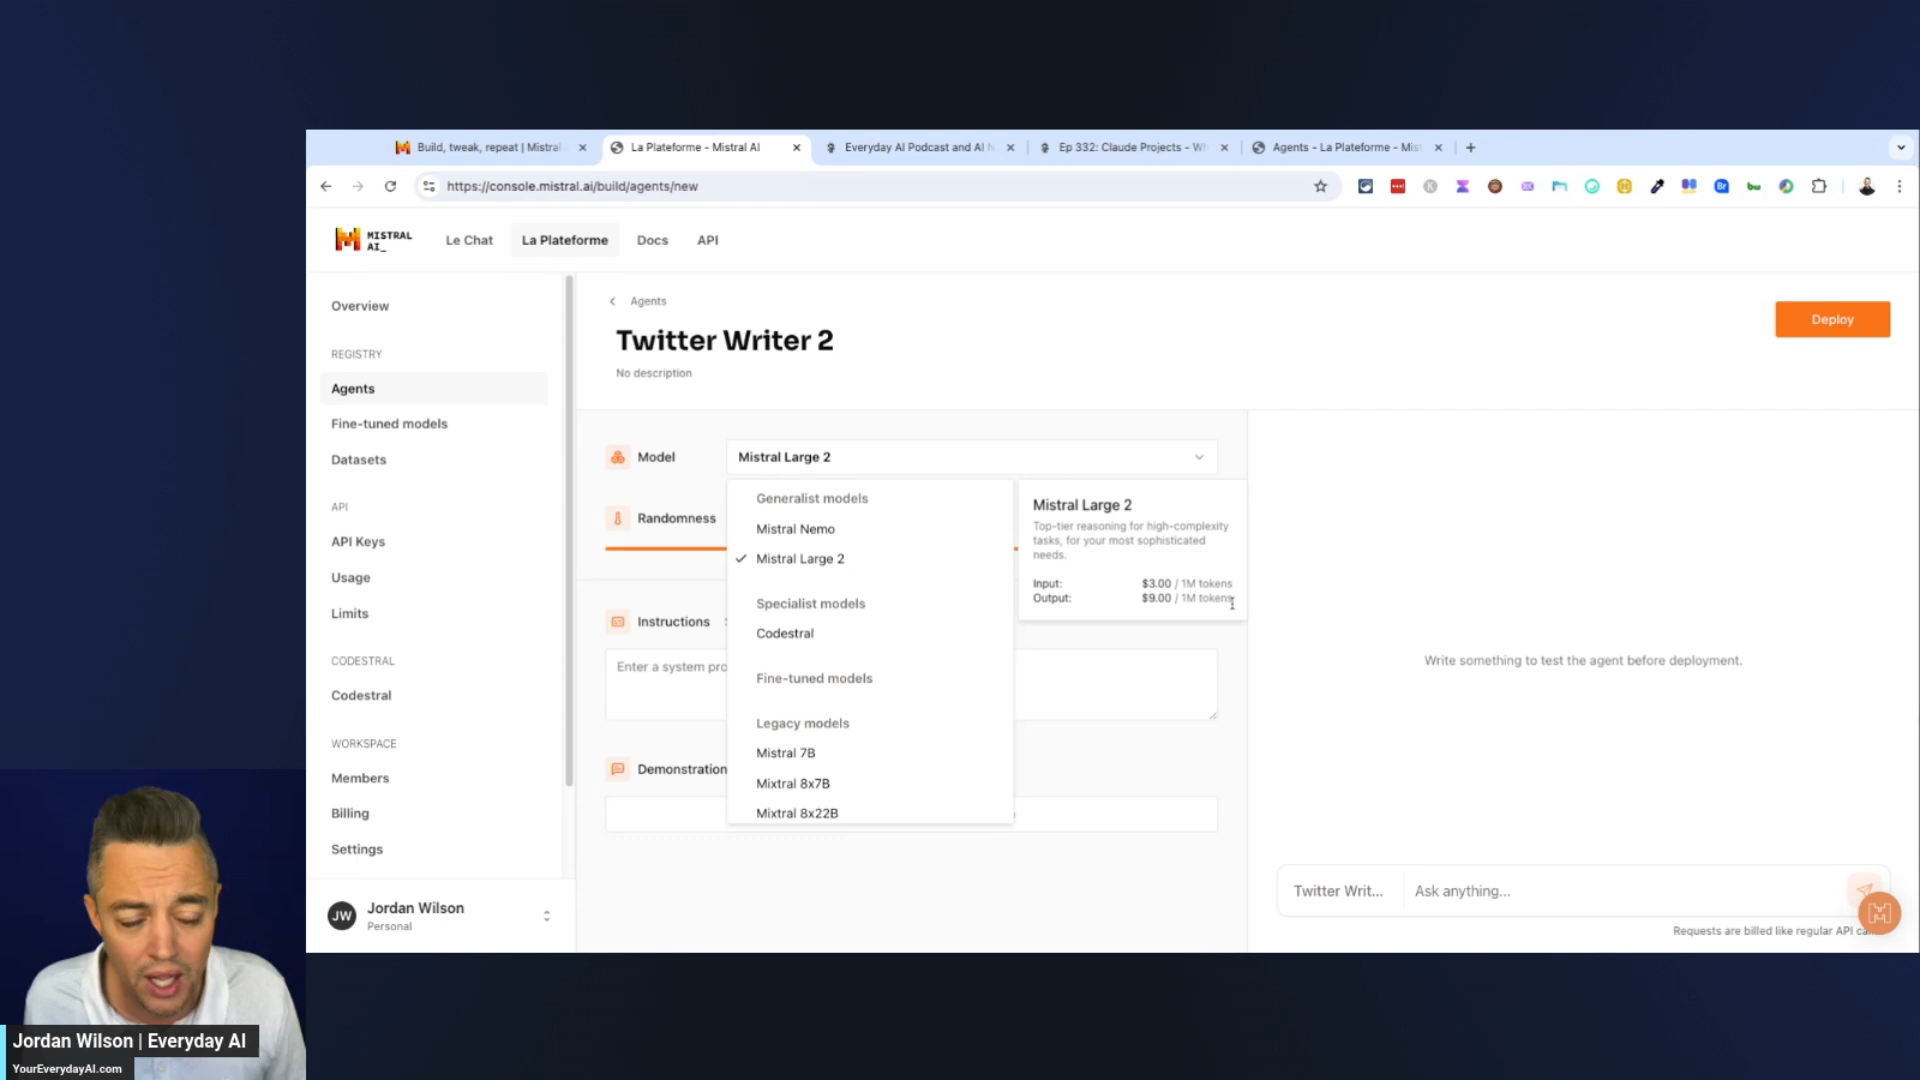 Build, tweak, repeat | Mistral
La Plateforme - Mistral AI
Everyday AI Podcast and AI
Ep 332: Claude Projects - W
Agents - La Plateforme - Mist
https://console.mistral.ai/build/agents/new
MISTRAL
AI_
Le Chat
La Plateforme
Docs
API
Overview
REGISTRY
Agents
Fine-tuned models
Datasets
API
API Keys
Usage
Limits
CODESTRAL
Codestral
WORKSPACE
Members
Billing
Settings
JW
Jordan Wilson
Personal
Agents
Twitter Writer 2
No description
Deploy
Model
Mistral Large 2
Randomness
Generalist models
Mistral Nemo
Mistral Large 2
Specialist models
Codestral
Fine-tuned models
Legacy models
Mistral 7B
Mixtral 8x7B
Mixtral 8x22B
Mistral Large 2
Top-tier reasoning for high-complexity
tasks, for your most sophisticated
needs.
Input: $3.00 / 1M tokens
Output: $9.00 / 1M tokens
Instructions
Enter a system pro
Demonstration
Write something to test the agent before deployment.
Twitter Writ...
Ask anything...
Requests are billed like regular API ca
Jordan Wilson | Everyday AI
YourEverydayAI.com